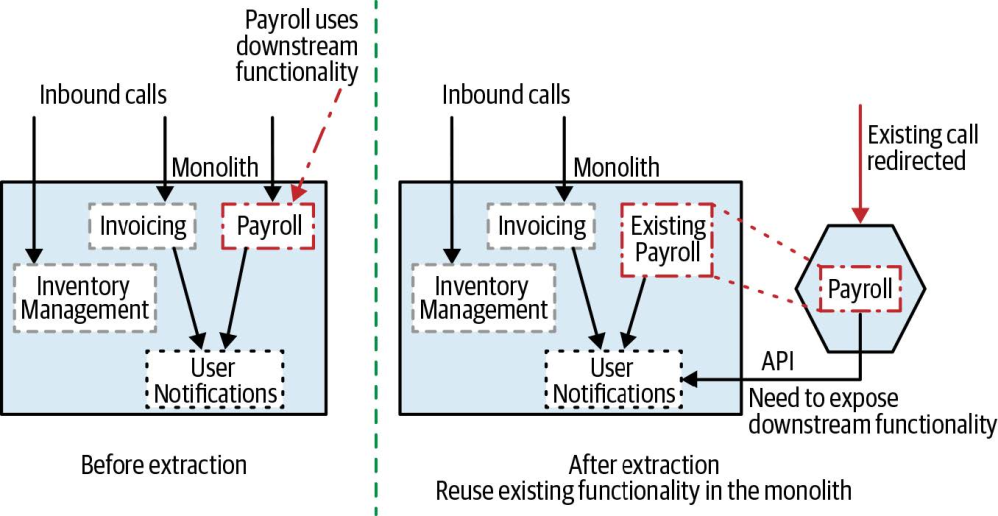 Payroll uses
downstream
functionality
Inbound calls
Monolith
Invoicing
Payroll
Inventory
Management
User
Notifications
Before extraction
Inbound calls
Monolith
Existing call
redirected
Invoicing
Existing
Payroll
Inventory
Management
Payroll
User
Notifications
API
Need to expose
downstream functionality
After extraction
Reuse existing functionality in the monolith